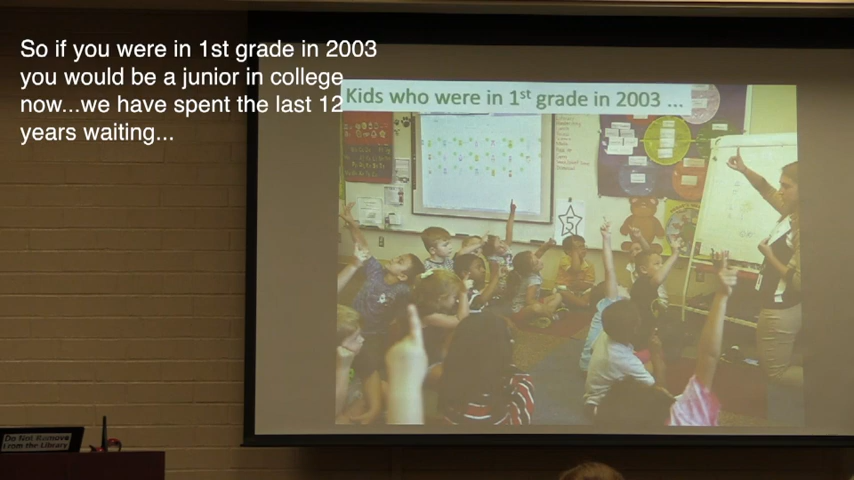 So if you were in 1st grade in 2003
you would be a junior in college
now...we have spent the last 12
years waiting...
Kids who were in 1st grade in 2003 ...
5
Do Not Remove
From the Library